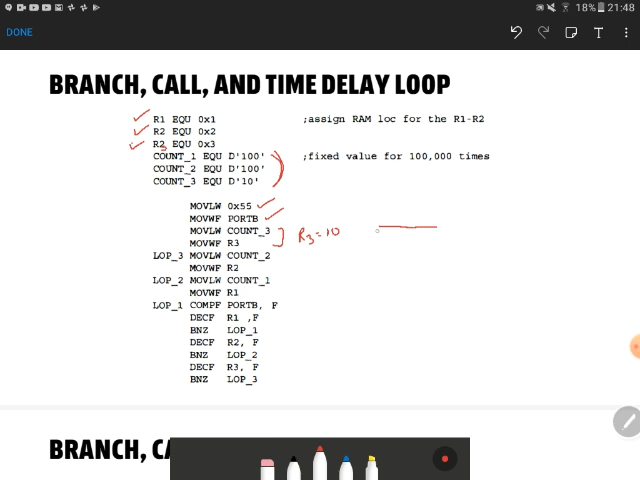 18% 21:48
DONE
T
BRANCH, CALL, AND TIME DELAY LOOP
R1 EQU 0x1 ;assign RAM loc for the R1-R2
R2 EQU 0x2
R3 EQU 0x3
COUNT_1 EQU D'100' ;fixed value for 100,000 times
COUNT_2 EQU D'100'
COUNT_3 EQU D'10'
MOVLW 0x55
MOVWF PORTB
MOVLW COUNT_3
MOVWF R3
R3 = 10
LOP_3 MOVLW COUNT_2
MOVWF R2
LOP_2 MOVLW COUNT_1
MOVWF R1
LOP_1 COMPF PORTB, F
DECF R1 ,F
BNZ LOP_1
DECF R2, F
BNZ LOP_2
DECF R3, F
BNZ LOP_3
BRANCH, CA